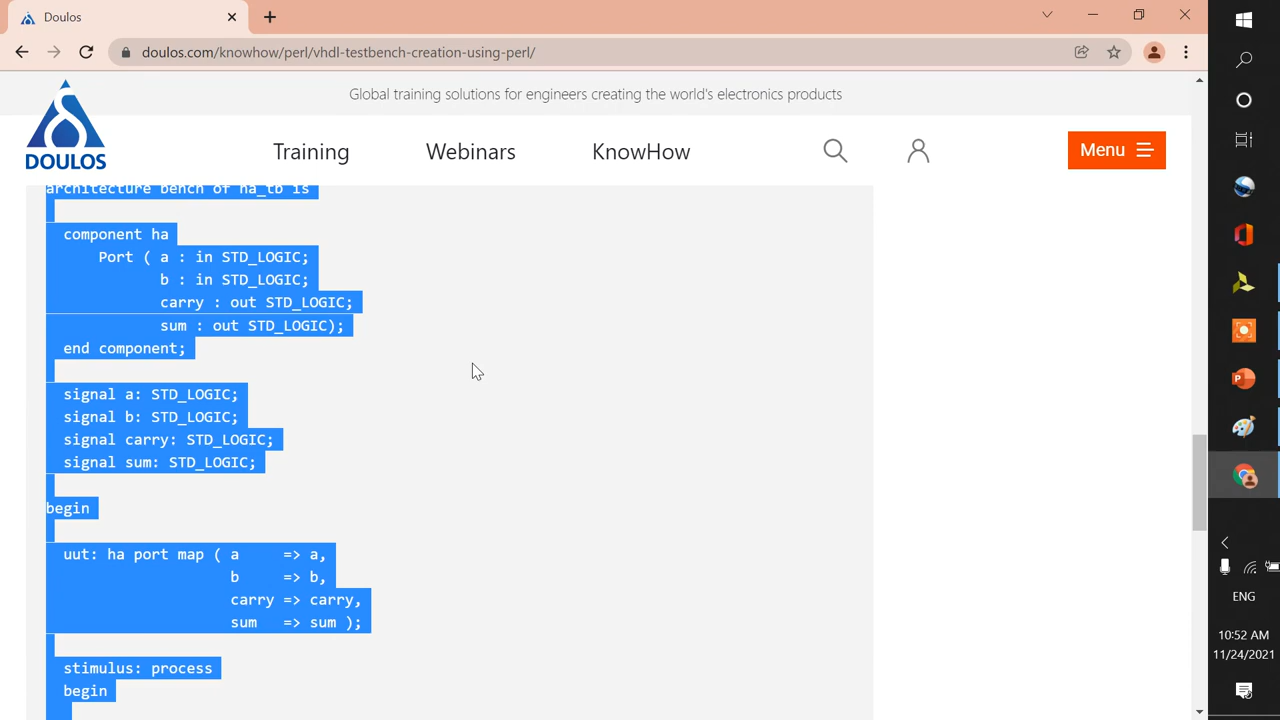 Doulos
doulos.com/knowhow/perl/vhdl-testbench-creation-using-perl/
Global training solutions for engineers creating the world's electronics products
DOULOS
Training
Webinars
KnowHow
Menu
architecture bench of ha_tb is
component ha
Port ( a : in STD_LOGIC;
b : in STD_LOGIC;
carry : out STD_LOGIC;
sum : out STD_LOGIC);
end component;
signal a: STD_LOGIC;
signal b: STD_LOGIC;
signal carry: STD_LOGIC;
signal sum: STD_LOGIC;
begin
uut: ha port map ( a => a,
b => b,
carry => carry,
sum => sum );
stimulus: process
begin
ENG
10:52 AM
11/24/2021